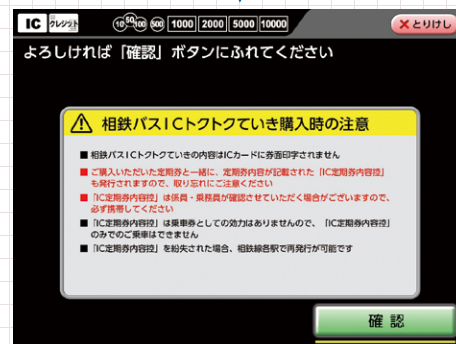 IC クレジット 10 50 100 500 1000 2000 5000 10000 ×とりけし
よろしければ「確認」ボタンにふれてください
相鉄バスICトクトクていき購入時の注意
■ 相鉄バスICトクトクていきの内容はICカードに券面印字されません
■ ご購入いただいた定期券と一緒に、定期券内容が記載された「IC定期券内容控」
も発行されますので、取り忘れにご注意ください
■ 「IC定期券内容控」は係員・乗務員が確認させていただく場合がございますので、
必ず携帯してください
■ 「IC定期券内容控」は乗車券としての効力はありませんので、「IC定期券内容控」
のみでのご乗車はできません
■ 「IC定期券内容控」を紛失された場合、相鉄線各駅で再発行が可能です
確認